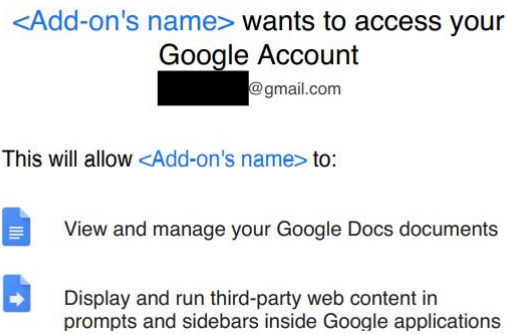 <Add-on's name> wants to access your
Google Account
@gmail.com
This will allow <Add-on's name> to:
View and manage your Google Docs documents
Display and run third-party web content in
prompts and sidebars inside Google applications